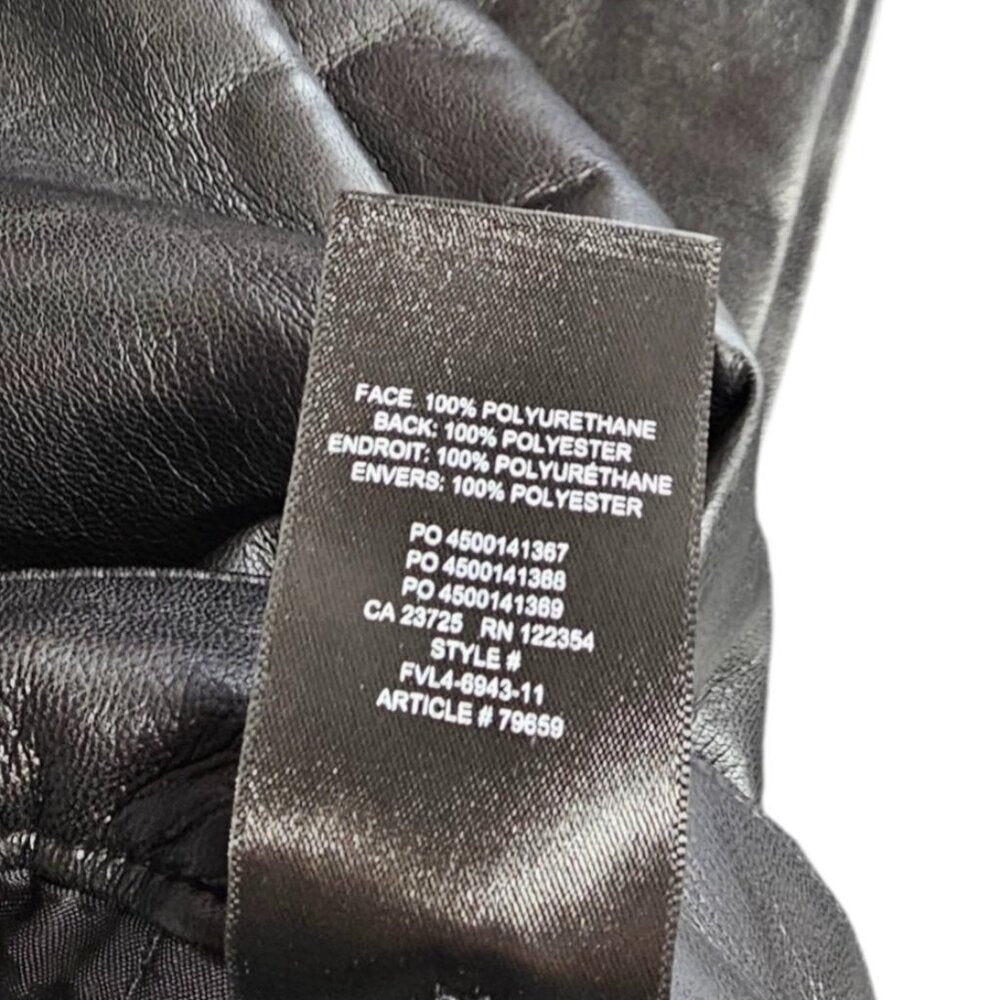 FACE 100% POLYURETHANE
BACK: 100% POLYESTER
ENDROIT: 100% POLYURÉTHANE
ENVERS: 100% POLYESTER
PO 4500141367
PO 4500141368
PO 4500141369
CA 23725 RN 122354
STYLE #
FVL4-6943-11
ARTICLE # 79659